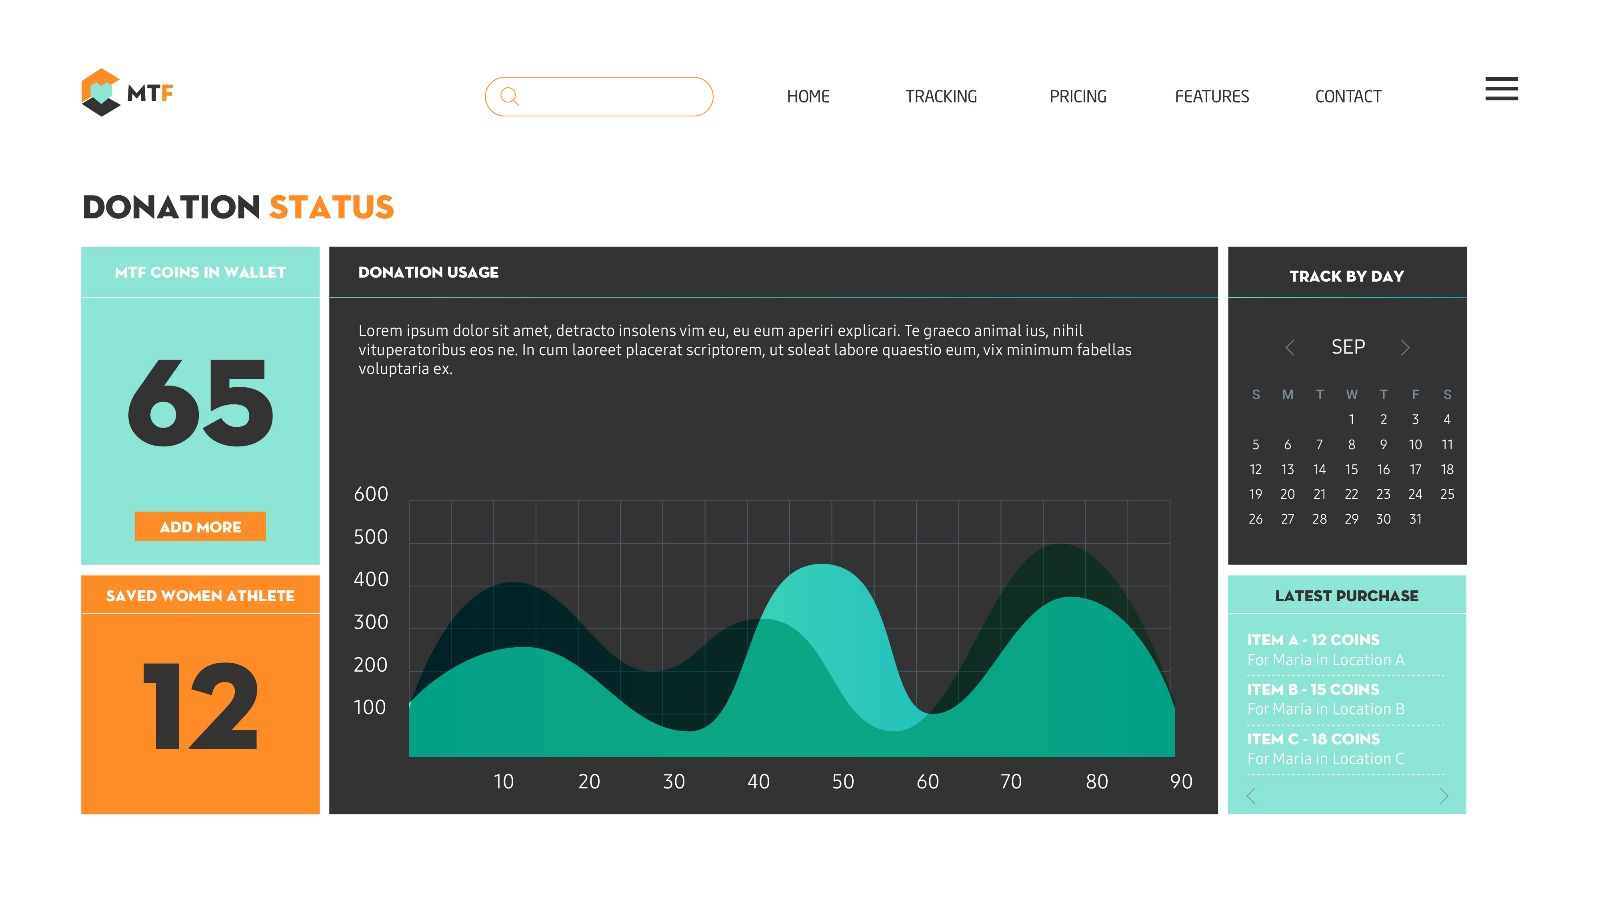 MTF
HOME TRACKING PRICING FEATURES CONTACT
DONATION STATUS
MTF COINS IN WALLET
65
ADD MORE
SAVED WOMEN ATHLETE
12
DONATION USAGE
Lorem ipsum dolor sit amet, detracto insolens vim eu, eu eum aperiri explicari. Te graeco animal ius, nihil
vituperatoribus eos ne. In cum laoreet placerat scriptorem, ut soleat labore quaestio eum, vix minimum fabellas
voluptaria ex.
600
500
400
300
200
100
10 20 30 40 50 60 70 80 90
TRACK BY DAY
SEP
S M T W T F S
1 2 3 4
5 6 7 8 9 10 11
12 13 14 15 16 17 18
19 20 21 22 23 24 25
26 27 28 29 30 31
LATEST PURCHASE
ITEM A - 12 COINS
For Maria in Location A
ITEM B - 15 COINS
For Maria in Location B
ITEM C - 18 COINS
For Maria in Location C